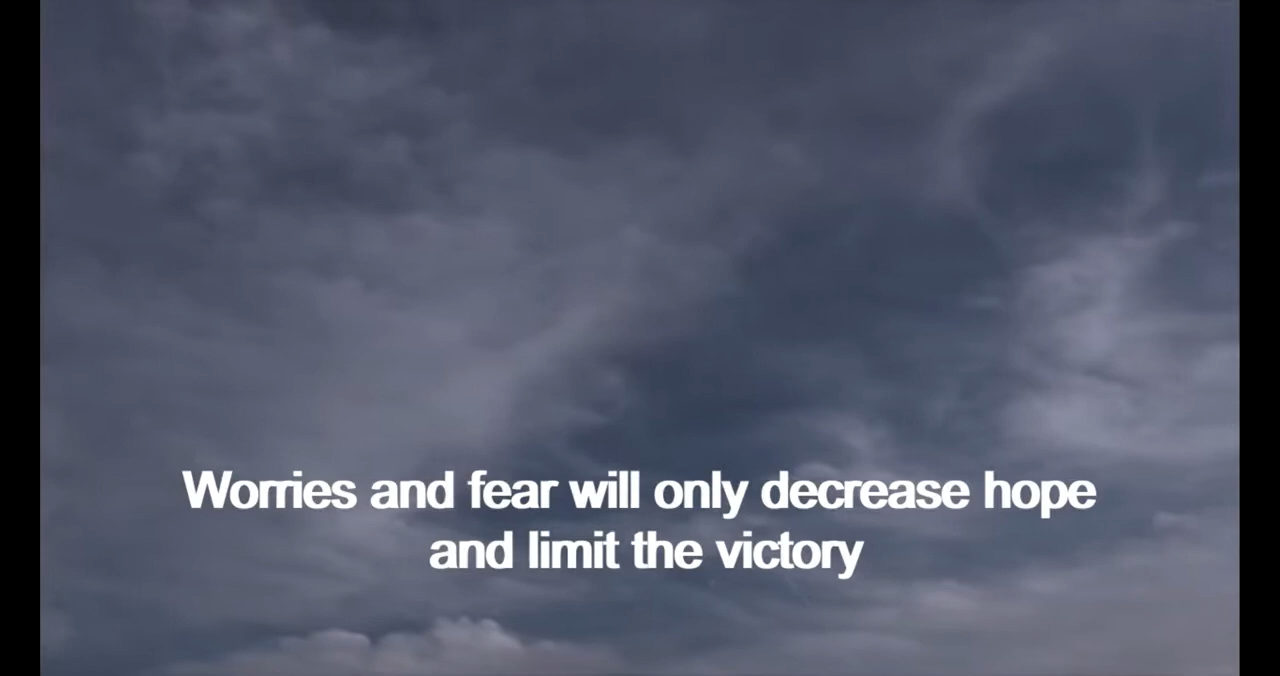 Worries and fear will only decrease hope
and limit the victory